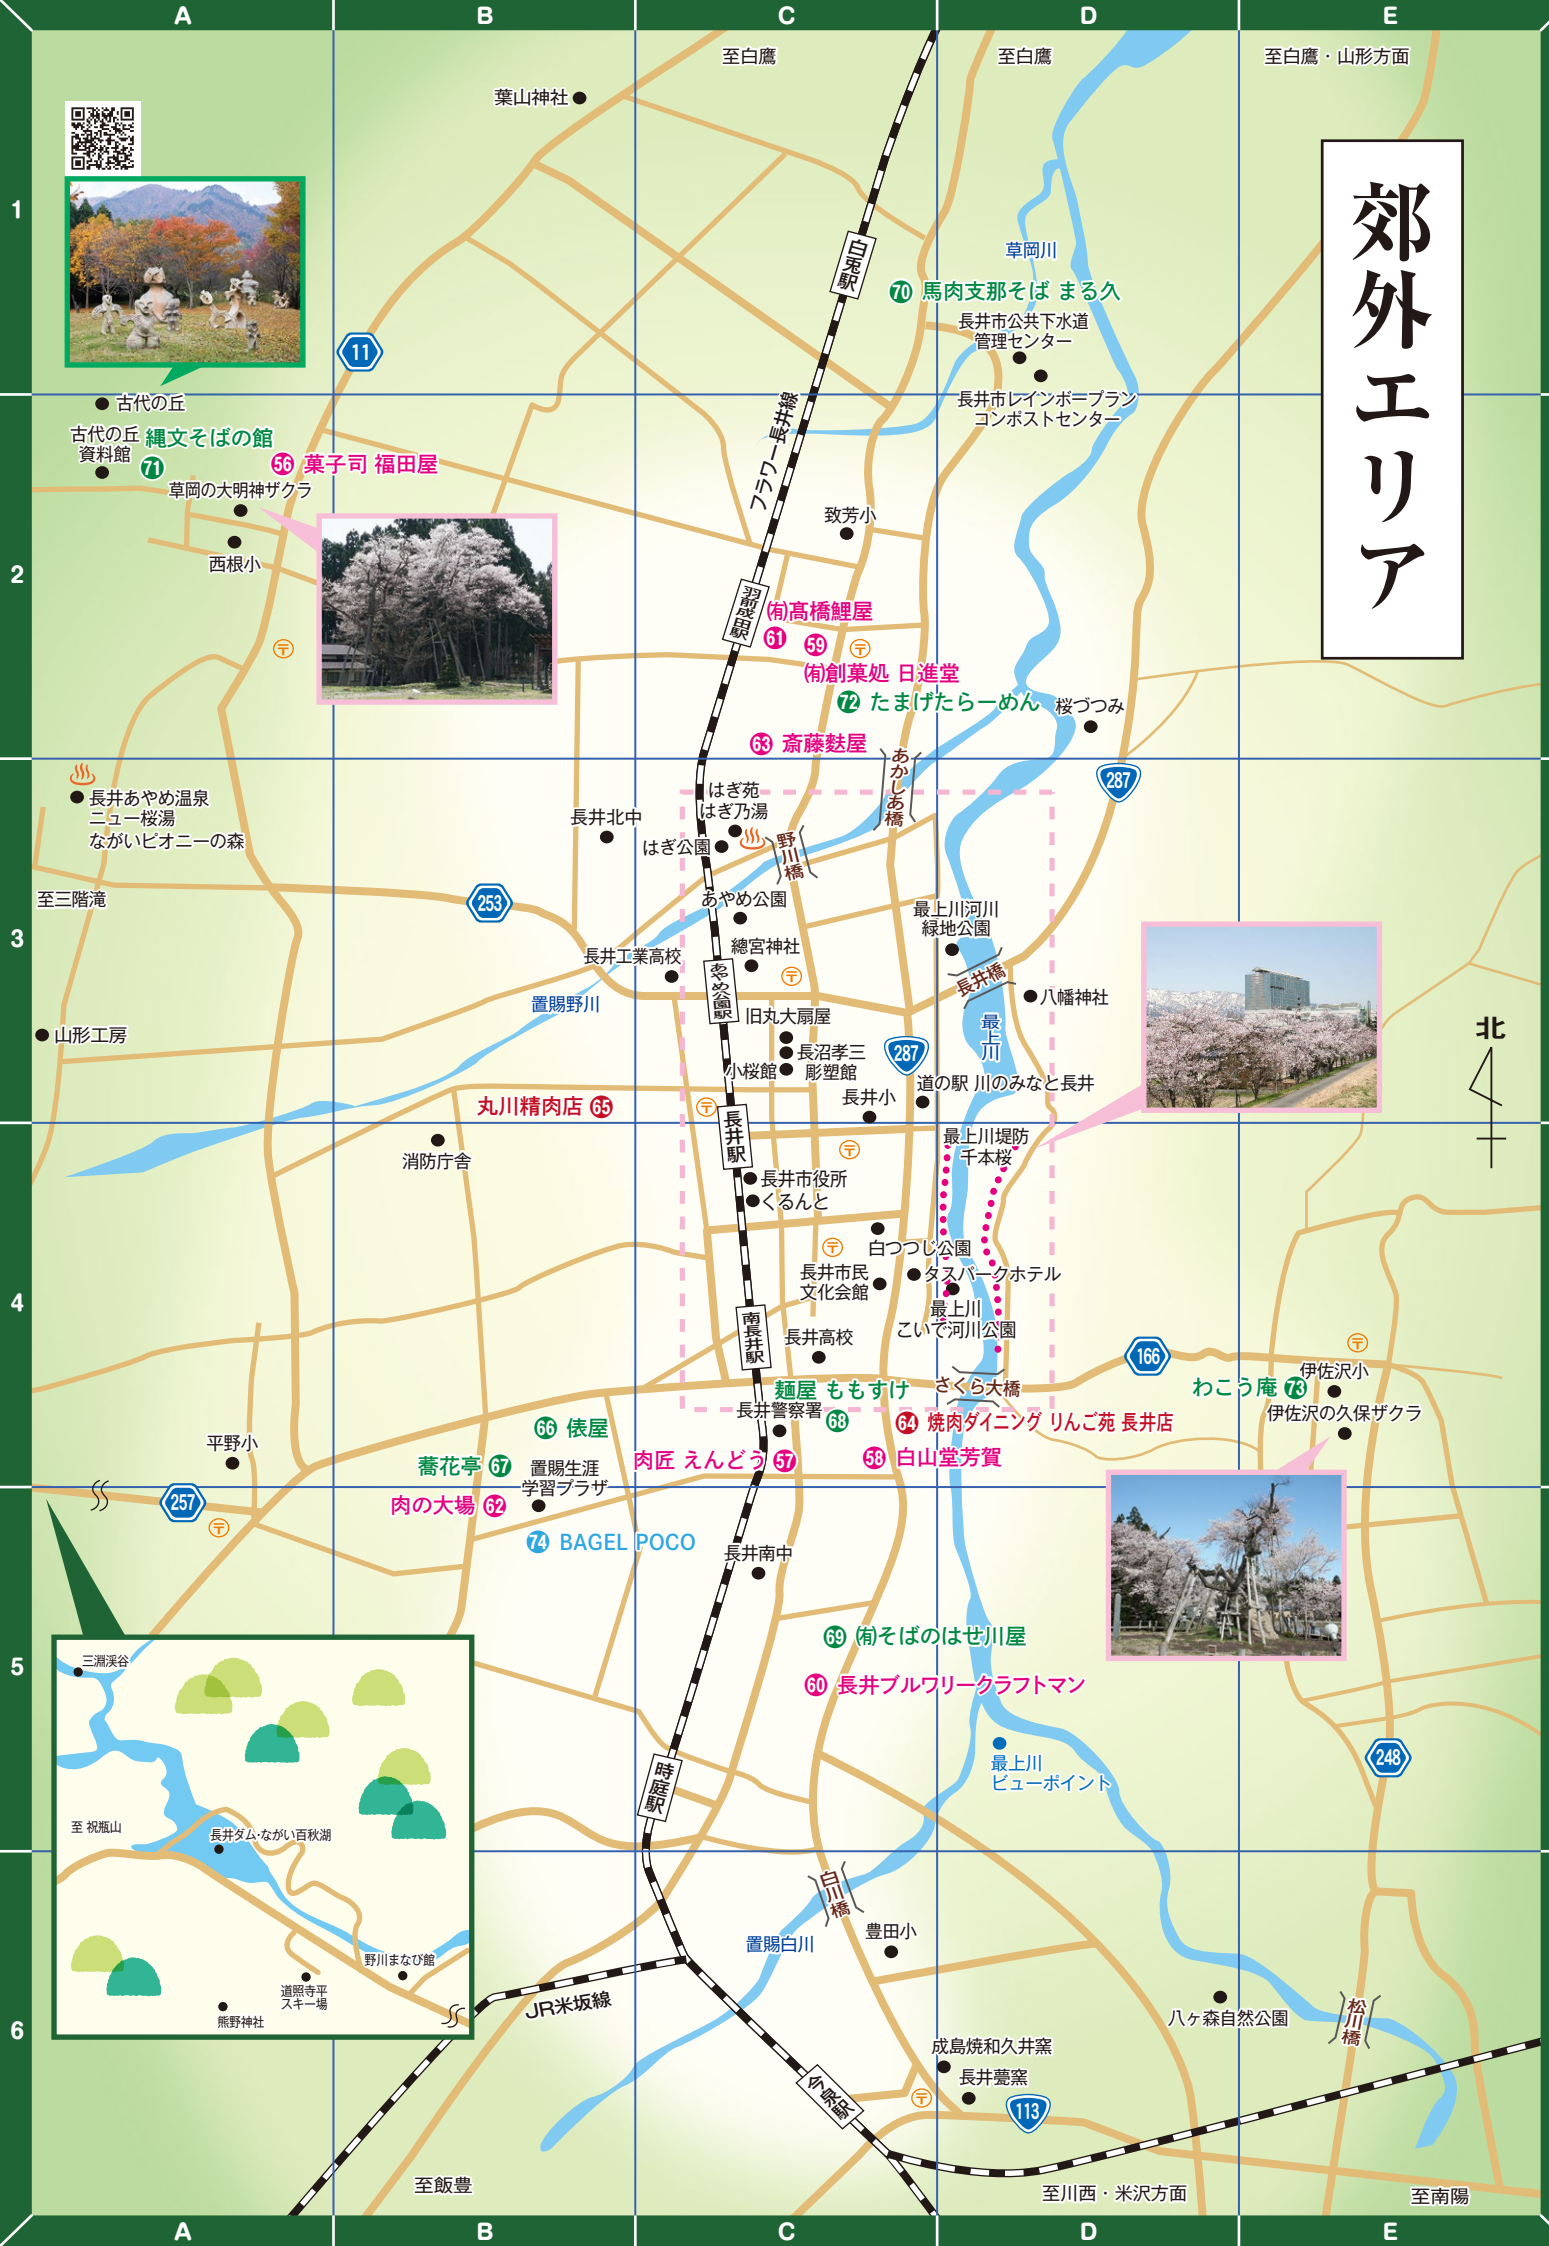 A
B
C
D
E
至白鷹
至白鷹
至白鷹・山形方面
葉山神社
郊外エリア
1
草岡川
白兎駅
70 馬肉支那そば まる久
長井市公共下水道
管理センター
11
長井市レインボープラン
コンポストセンター
古代の丘
フラワー長井線
古代の丘
資料館
縄文そばの館
71
56 菓子司 福田屋
草岡の大明神ザクラ
致芳小
西根小
2
羽前成田駅
㈲髙橋鯉屋
61
59
〒
〒
㈲創菓処 日進堂
72 たまげたらーめん
桜づつみ
63 斎藤麩屋
あかしあ橋
287
長井あやめ温泉
ニュー桜湯
ながいピオニーの森
はぎ苑
はぎ乃湯
長井北中
はぎ公園
野川橋
至三階滝
253
あやめ公園
最上川河川
緑地公園
3
總宮神社
長井工業高校
〒
あやめ公園駅
長井橋
八幡神社
置賜野川
旧丸大扇屋
最上川
北
山形工房
長沼孝三
彫塑館
小桜館
287
道の駅 川のみなと長井
丸川精肉店 65
〒
長井小
長井駅
〒
最上川堤防
千本桜
消防庁舎
長井市役所
くるんと
〒
白つつじ公園
長井市民
文化会館
タスパークホテル
4
最上川
こいで河川公園
南長井駅
長井高校
166
〒
さくら大橋
伊佐沢小
わこう庵 73
麺屋 ももすけ
68
長井警察署
64 焼肉ダイニング りんご苑 長井店
伊佐沢の久保ザクラ
66 俵屋
平野小
蕎花亭 67
置賜生涯
学習プラザ
肉匠 えんどう 57
58 白山堂芳賀
257
〒
肉の大場 62
74 BAGEL POCO
長井南中
69 ㈲そばのはせ川屋
5
60 長井ブルワリークラフトマン
三淵渓谷
最上川
ビューポイント
248
時庭駅
至 祝瓶山
長井ダム・ながい百秋湖
白川橋
置賜白川
豊田小
野川まなび館
道照寺平
スキー場
熊野神社
JR米坂線
八ヶ森自然公園
松川橋
6
成島焼和久井窯
長井甍窯
今泉駅
〒
113
至飯豊
至川西・米沢方面
至南陽
A
B
C
D
E